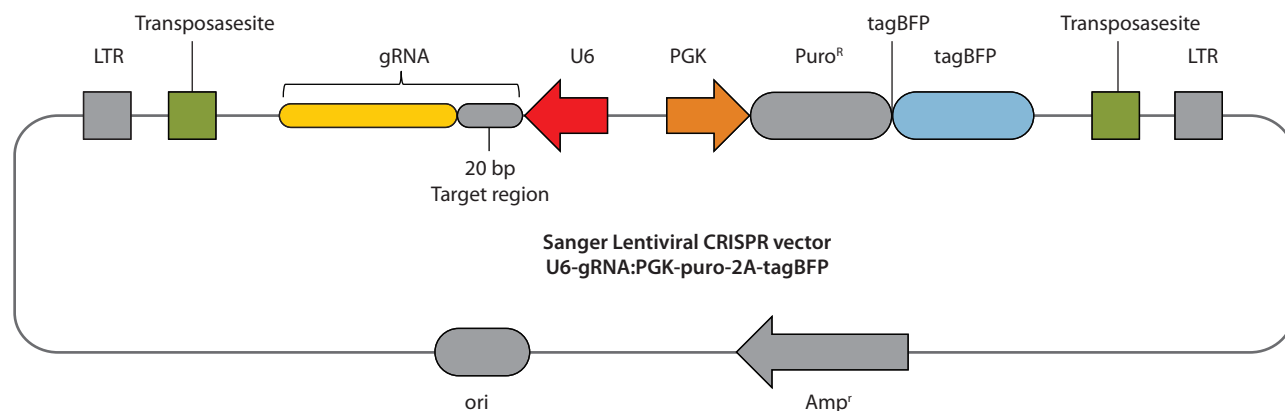 Transposasesite
tagBFP
Transposasesite
LTR
gRNA
U6
PGK
Puroᴿ
tagBFP
LTR
20 bp
Target region
Sanger Lentiviral CRISPR vector
U6-gRNA:PGK-puro-2A-tagBFP
ori
Ampʳ